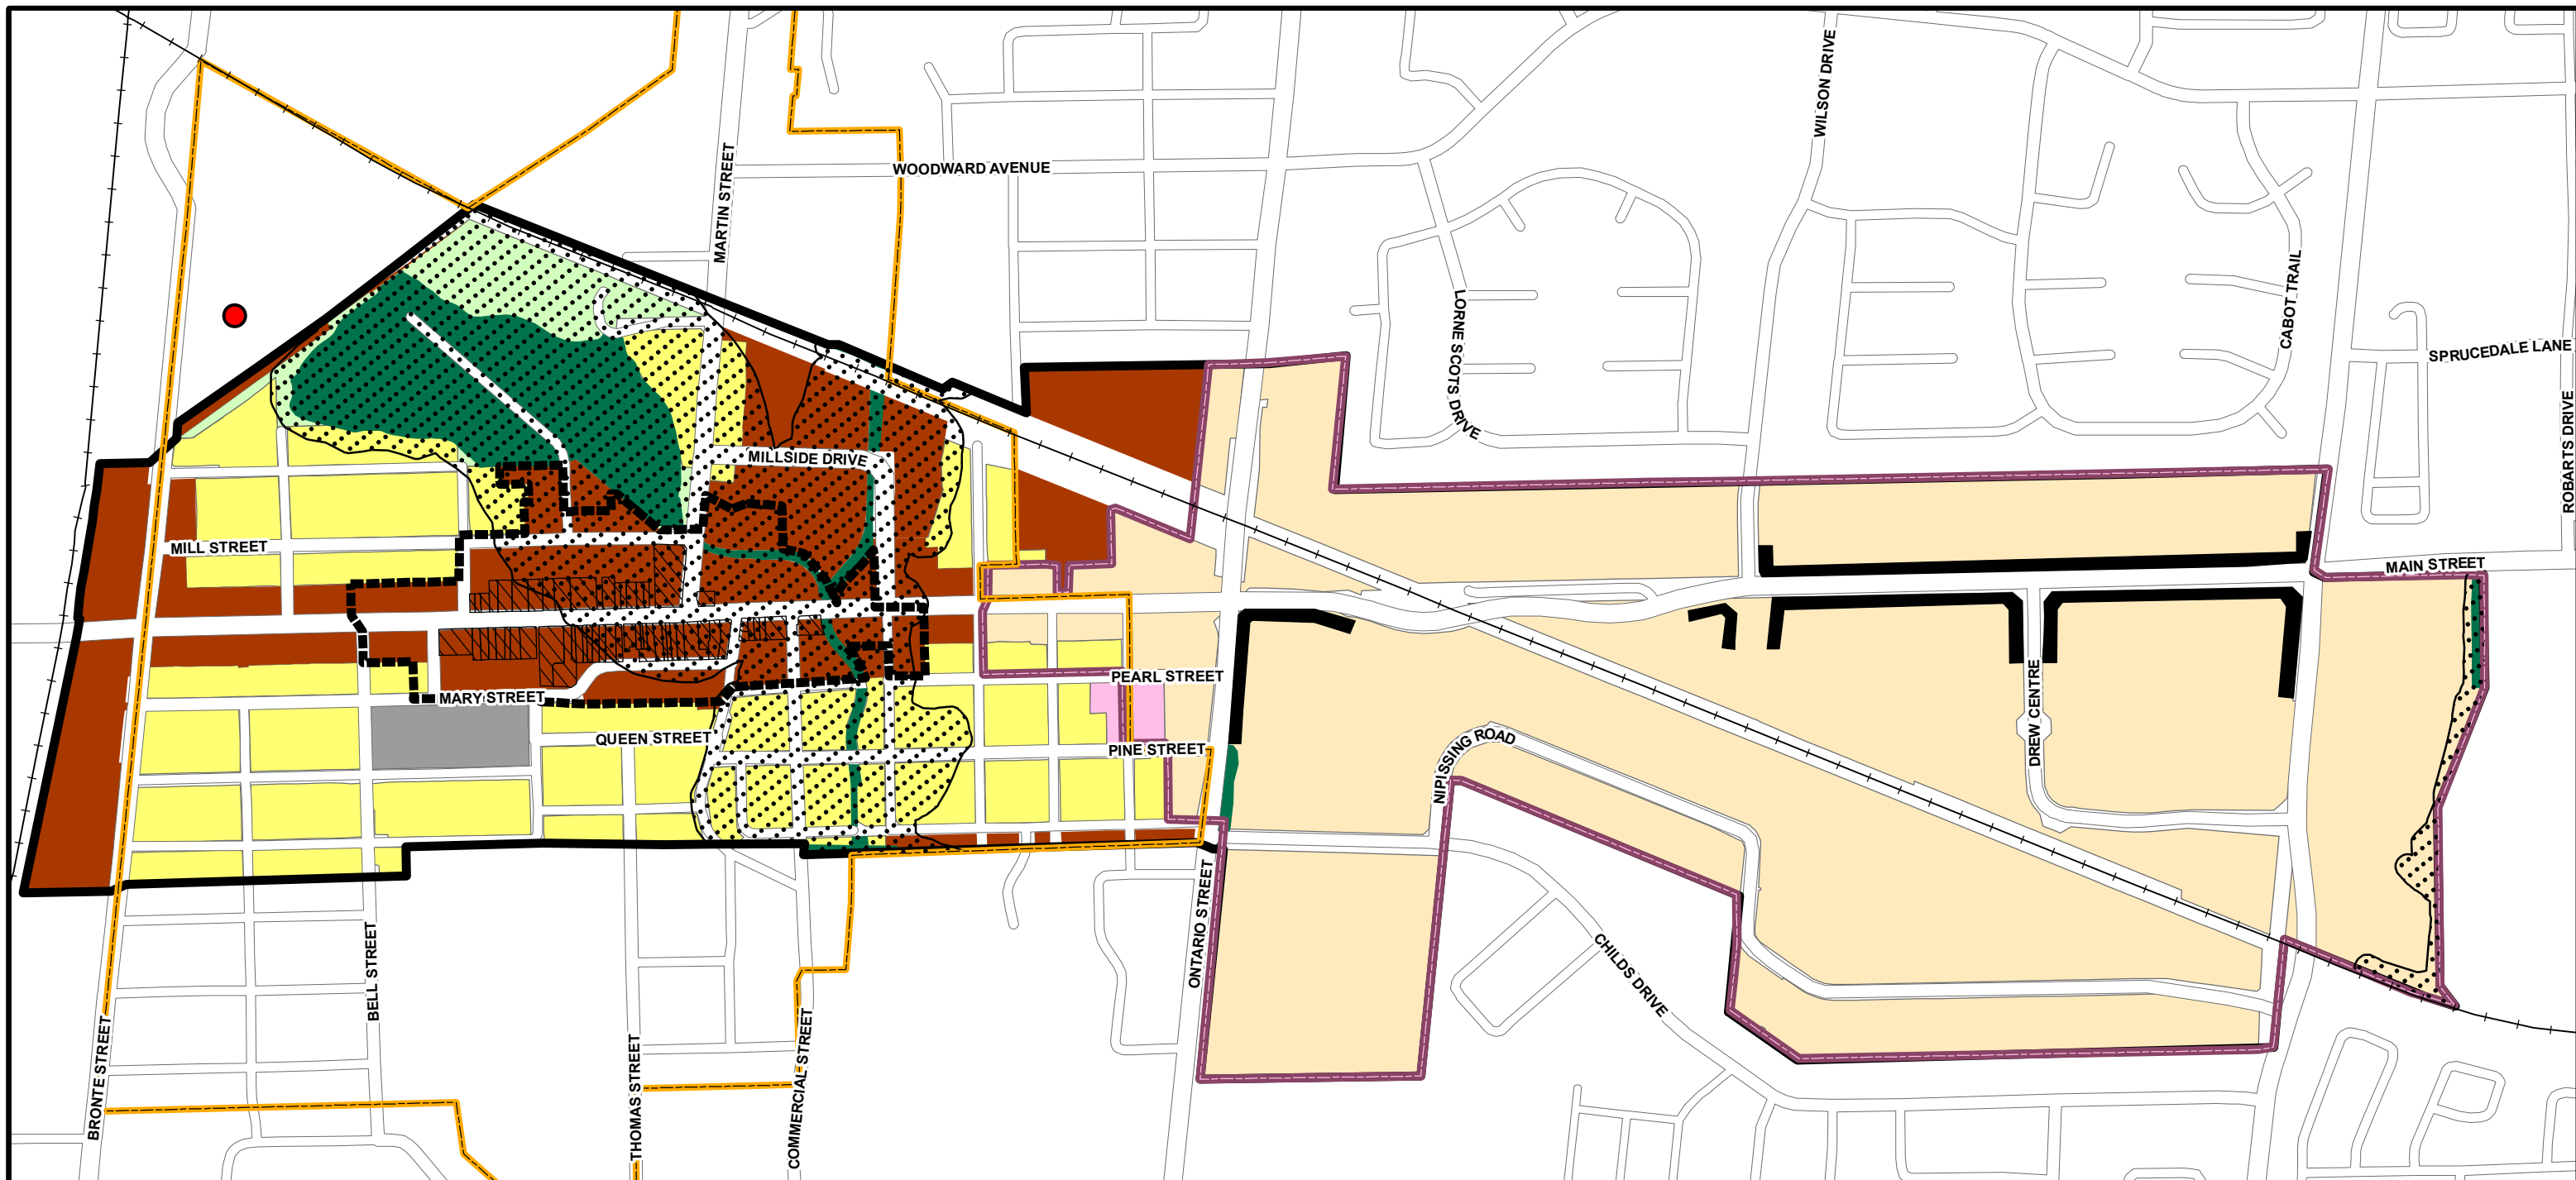 WILSON DRIVE
WOODWARD AVENUE
MARTIN STREET
CABOT TRAIL
LORNE SCOTS DRIVE
SPRUCEDALE LANE
ROBARTS DRIVE
MILLSIDE DRIVE
MILL STREET
MAIN STREET
PEARL STREET
MARY STREET
QUEEN STREET
PINE STREET
NIPISSING ROAD
DREW CENTRE
ONTARIO STREET
CHILDS DRIVE
BELL STREET
BRONTE STREET
THOMAS STREET
COMMERCIAL STREET